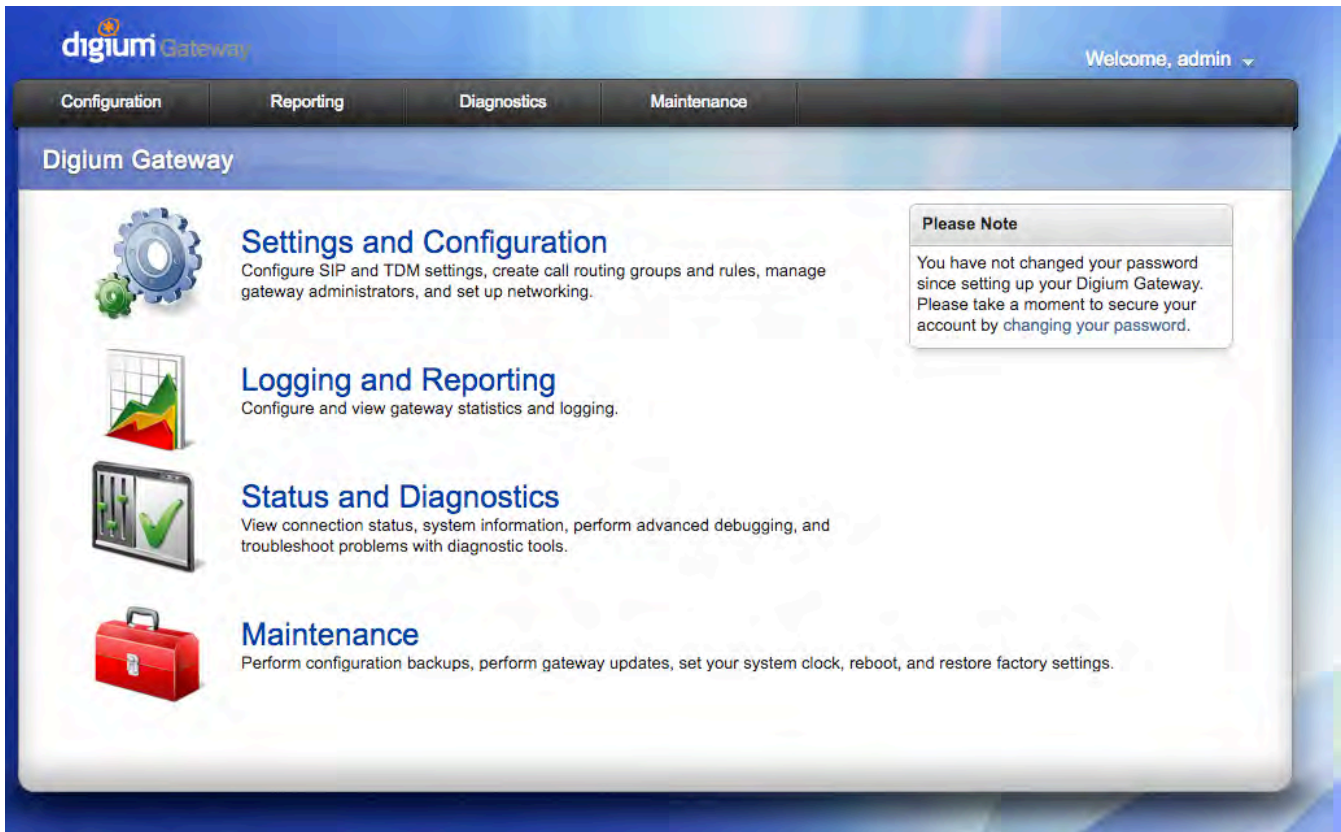 digium Gateway
Welcome, admin
Configuration Reporting Diagnostics Maintenance
Digium Gateway
Settings and Configuration
Configure SIP and TDM settings, create call routing groups and rules, manage
gateway administrators, and set up networking.
Please Note
You have not changed your password
since setting up your Digium Gateway.
Please take a moment to secure your
account by changing your password.
Logging and Reporting
Configure and view gateway statistics and logging.
Status and Diagnostics
View connection status, system information, perform advanced debugging, and
troubleshoot problems with diagnostic tools.
Maintenance
Perform configuration backups, perform gateway updates, set your system clock, reboot, and restore factory settings.